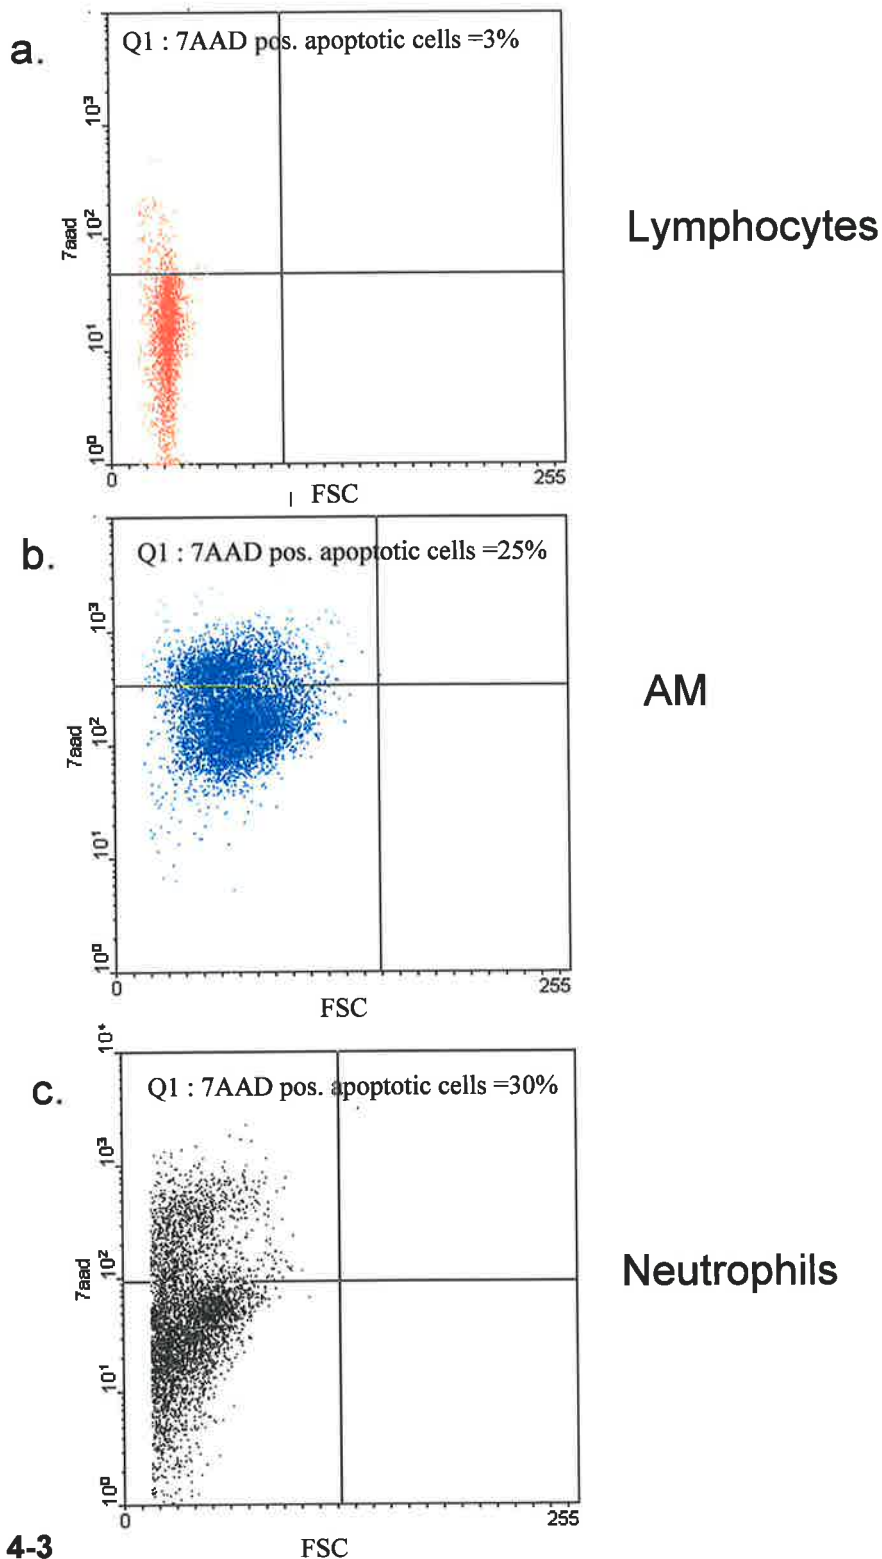 a.
Q1 : 7AAD pos. apoptotic cells =3%
10³
10²
10¹
10⁰
7aad
Lymphocytes
0
255
FSC
b.
Q1 : 7AAD pos. apoptotic cells =25%
10³
10²
10¹
10⁰
7aad
AM
0
255
FSC
c.
10⁴
Q1 : 7AAD pos. apoptotic cells =30%
10³
10²
10¹
10⁰
7aad
Neutrophils
0
255
4-3
FSC